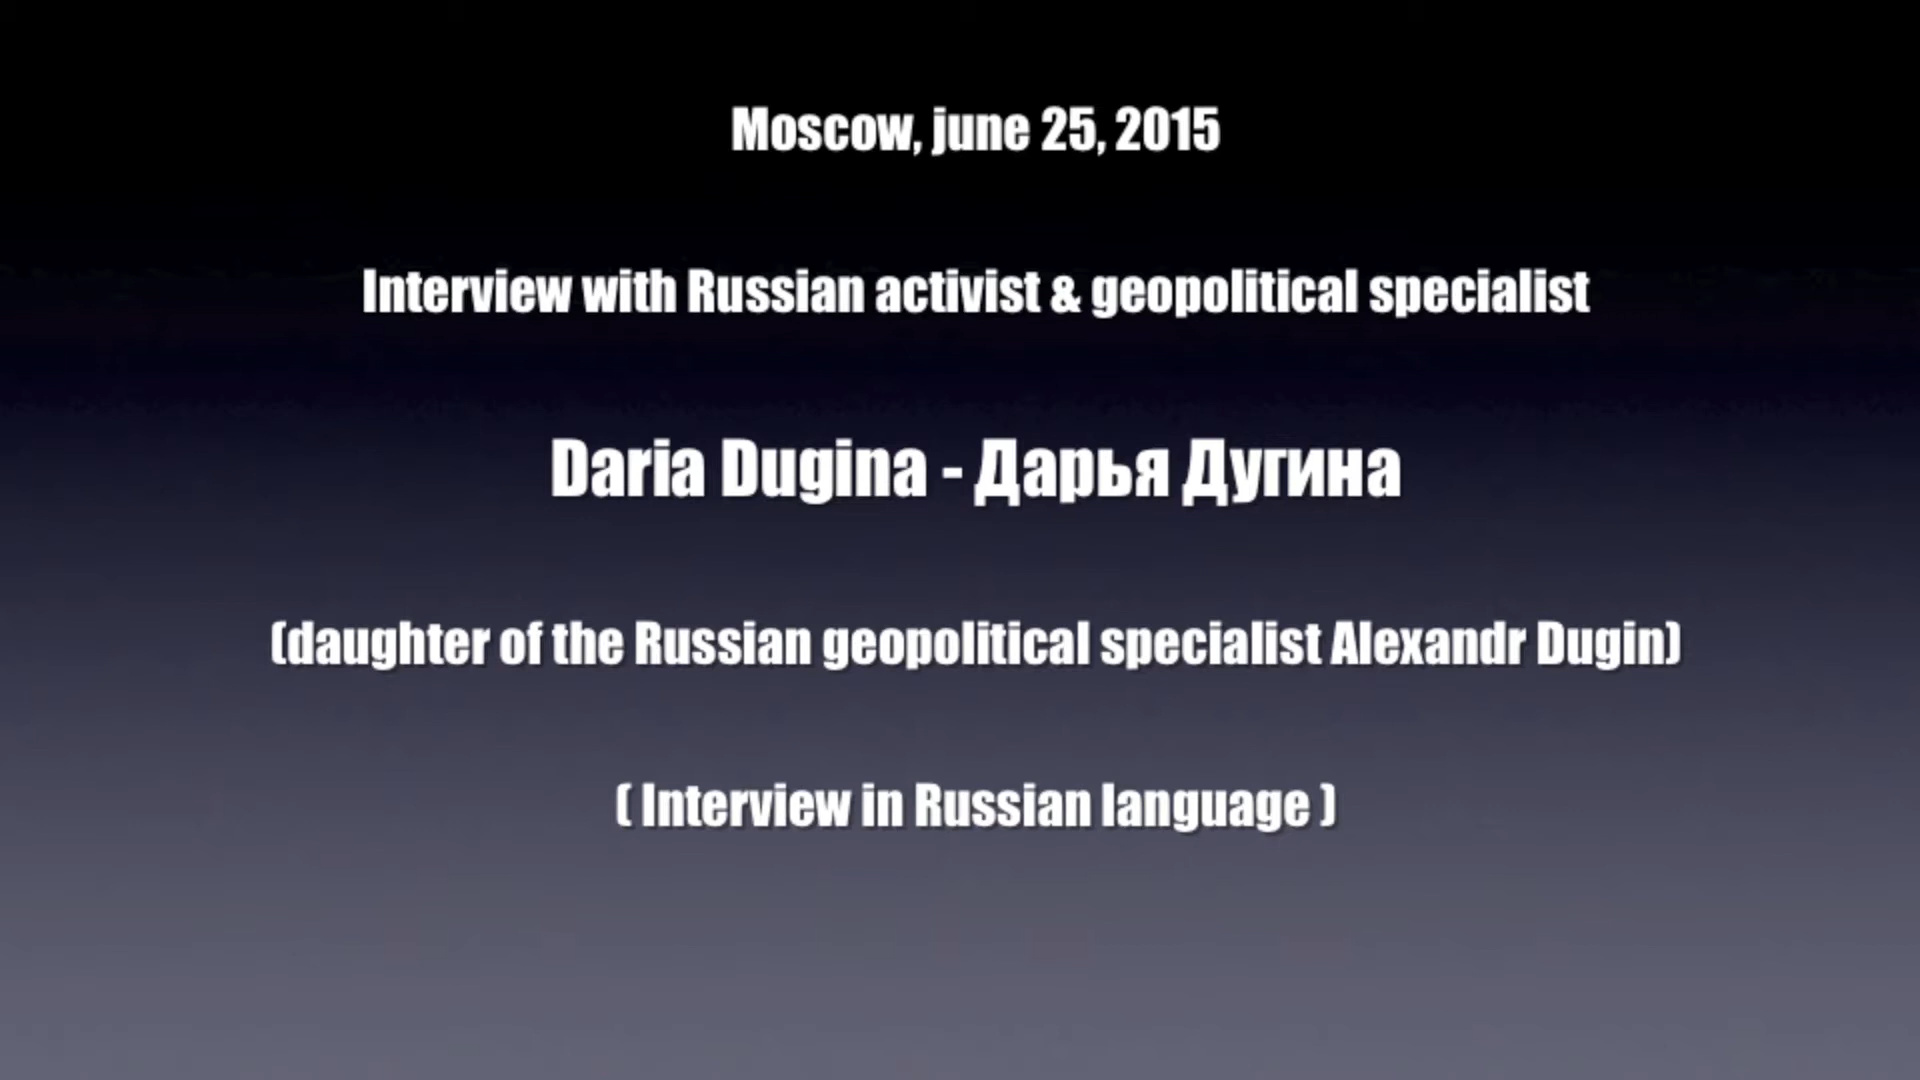 Moscow, june 25, 2015
Interview with Russian activist & geopolitical specialist
Daria Dugina - Дарья Дугина
(daughter of the Russian geopolitical specialist Alexandr Dugin)
( Interview in Russian language )